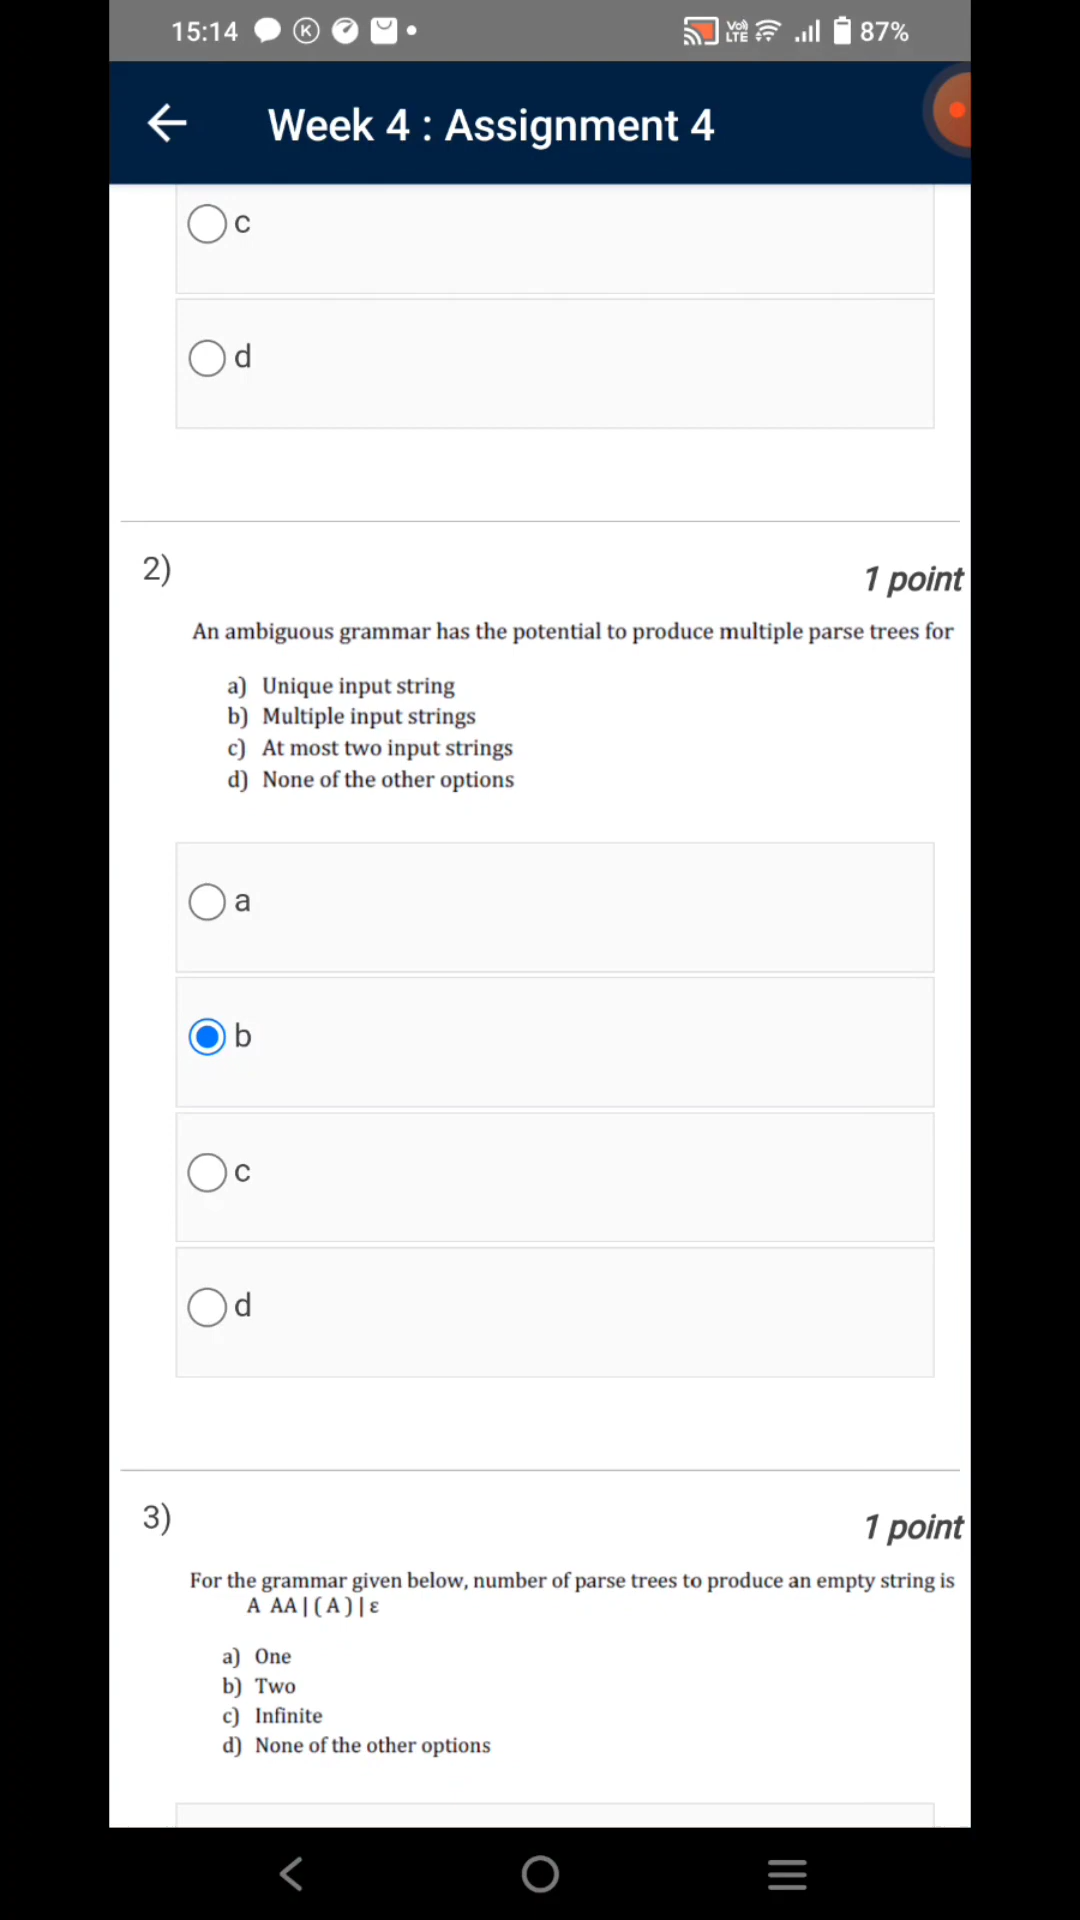 15:14 K VoB LTE 87%
Week 4 : Assignment 4
c
d
2)
1 point
An ambiguous grammar has the potential to produce multiple parse trees for
a) Unique input string
b) Multiple input strings
c) At most two input strings
d) None of the other options
a
b
c
d
3)
1 point
For the grammar given below, number of parse trees to produce an empty string is
A AA | ( A ) | ε
a) One
b) Two
c) Infinite
d) None of the other options